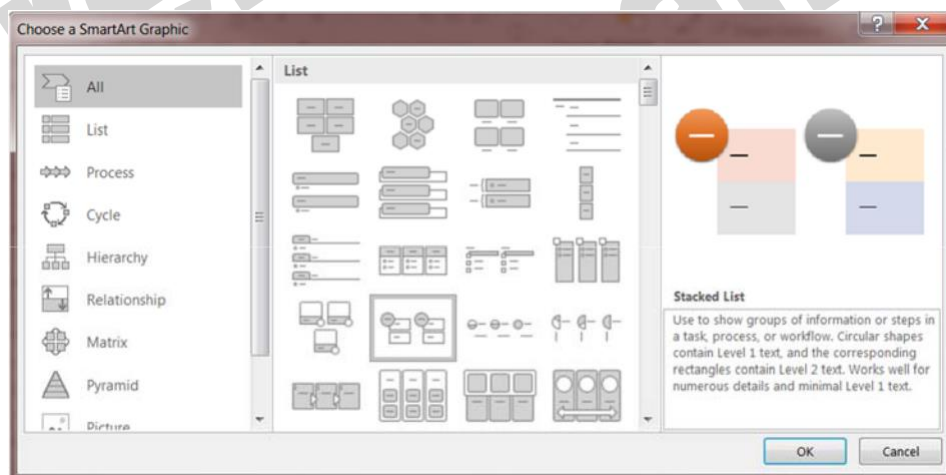 Choose a SmartArt Graphic
All
List
Process
Cycle
Hierarchy
Relationship
Matrix
Pyramid
Picture
List
Stacked List
Use to show groups of information or steps in
a task, process, or workflow. Circular shapes
contain Level 1 text, and the corresponding
rectangles contain Level 2 text. Works well for
numerous details and minimal Level 1 text.
OK
Cancel